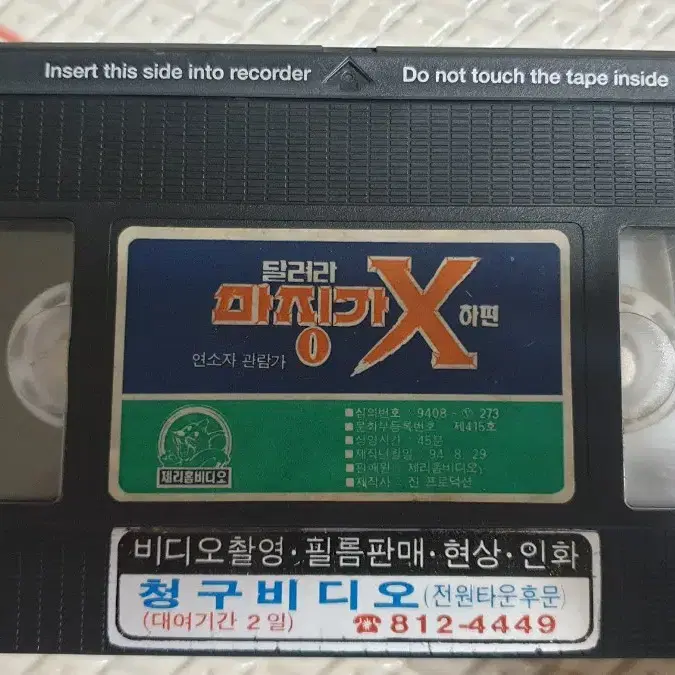 Insert this side into recorder
Do not touch the tape inside
달려라
마징가 X 하편
연소자 관람가
■심의번호 : 9408 - ⑰ 273
■문화부등록번호 제415호
■상영시간 : 45분
■제작년월일 94. 8. 29
■판매원 : 제리홈비디오
■제작사 : 진 프로덕션
제리홈비디오
비디오촬영·필름판매·현상·인화
청구비디오 (전원타운후문)
(대여기간 2일) ☎812-4449